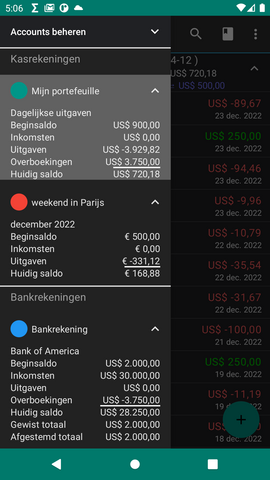 5:06
Accounts beheren
Kasrekeningen
4-12 )
US$ 720,18
US$ 500,00
Mijn portefeuille
Dagelijkse uitgaven
Beginsaldo US$ 900,00
Inkomsten US$ 0,00
Uitgaven US$ -3.929,82
Overboekingen US$ 3.750,00
Huidig saldo US$ 720,18
weekend in Parijs
december 2022
Beginsaldo € 500,00
Inkomsten € 0,00
Uitgaven € -331,12
Huidig saldo € 168,88
Bankrekeningen
Bankrekening
Bank of America
Beginsaldo US$ 2.000,00
Inkomsten US$ 30.000,00
Uitgaven US$ 0,00
Overboekingen US$ -3.750,00
Huidig saldo US$ 28.250,00
Gewist totaal US$ 2.000,00
Afgestemd totaal US$ 2.000,00
US$ -89,67
23 dec. 2022
US$ 250,00
23 dec. 2022
US$ -94,46
23 dec. 2022
US$ -9,96
23 dec. 2022
US$ -10,79
22 dec. 2022
US$ -35,54
22 dec. 2022
US$ -31,67
22 dec. 2022
US$ -100,00
21 dec. 2022
US$ 250,00
19 dec. 2022
US$ -11,19
19 dec. 2022
18 dec. 2022